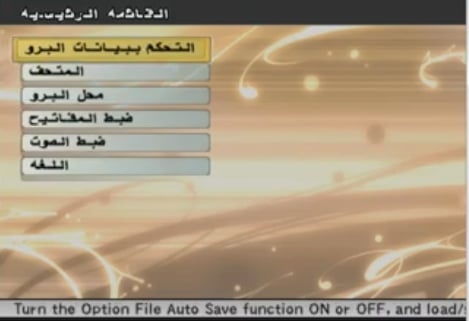 القائمة الرئيسية
التحكم ببيانات البرو
المتحف
محل البرو
ضبط المفاتيح
ضبط الصوت
اللغه
Turn the Option File Auto Save function ON or OFF, and load/